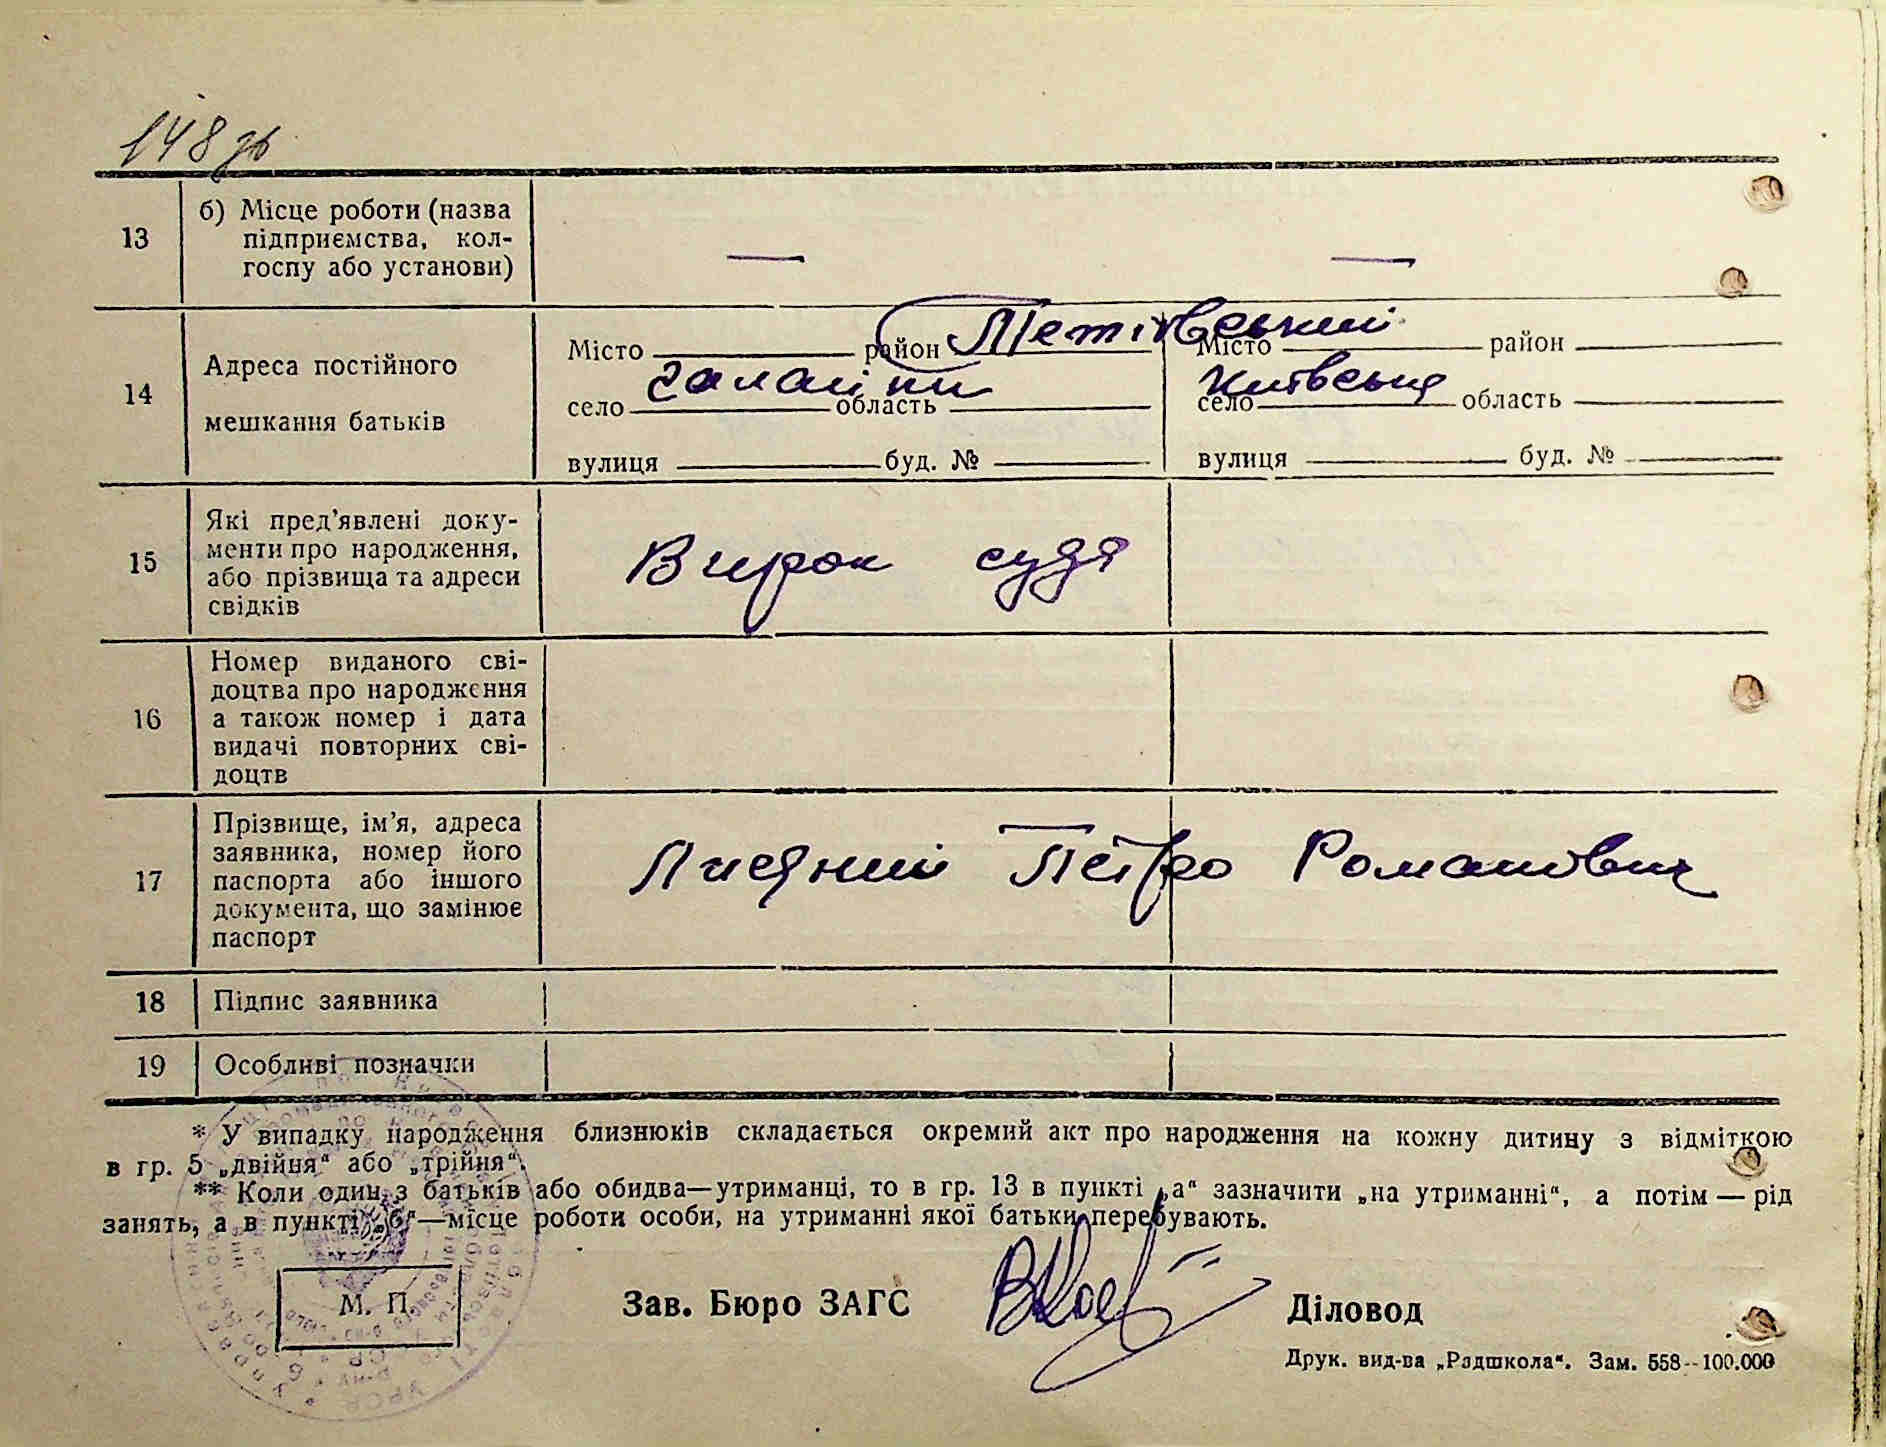 148 зв
13 б) Місце роботи (назва
підприємства, кол-
госпу або установи) — —
14 Адреса постійного
мешкання батьків
Місто район Тетіївський Місто район
село Галайки область село Київська область
вулиця буд. № вулиця буд. №
15 Які пред'явлені доку-
менти про народження,
або прізвища та адреси
свідків
Вирок суда
16 Номер виданого сві-
доцтва про народження
а також номер і дата
видачі повторних сві-
доцтв
17 Прізвище, ім'я, адреса
заявника, номер його
паспорта або іншого
документа, що замінює
паспорт
Петро Романович
18 Підпис заявника
19 Особливі позначки
* У випадку народження близнюків складається окремий акт про народження на кожну дитину з відміткою
в гр. 5 „двійня“ або „трійня“.
** Коли один з батьків або обидва—утриманці, то в гр. 13 в пункті „а“ зазначити „на утриманні“, а потім — рід
занять, а в пункті „б“—місце роботи особи, на утриманні якої батьки перебувають.
М. П.
Зав. Бюро ЗАГС Діловод
Друк. вид-ва „Рздшкола“. Зам. 558--100.000